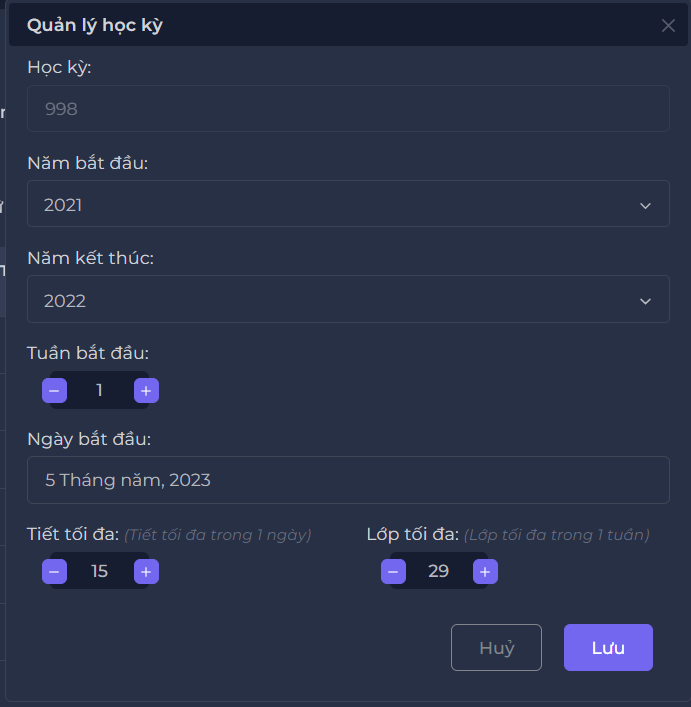 Quản lý học kỳ
Học kỳ:
998
Năm bắt đầu:
2021
Năm kết thúc:
2022
Tuần bắt đầu:
− 1 +
Ngày bắt đầu:
5 Tháng năm, 2023
Tiết tối đa: (Tiết tối đa trong 1 ngày) Lớp tối đa: (Lớp tối đa trong 1 tuần)
− 15 + − 29 +
Huỷ Lưu